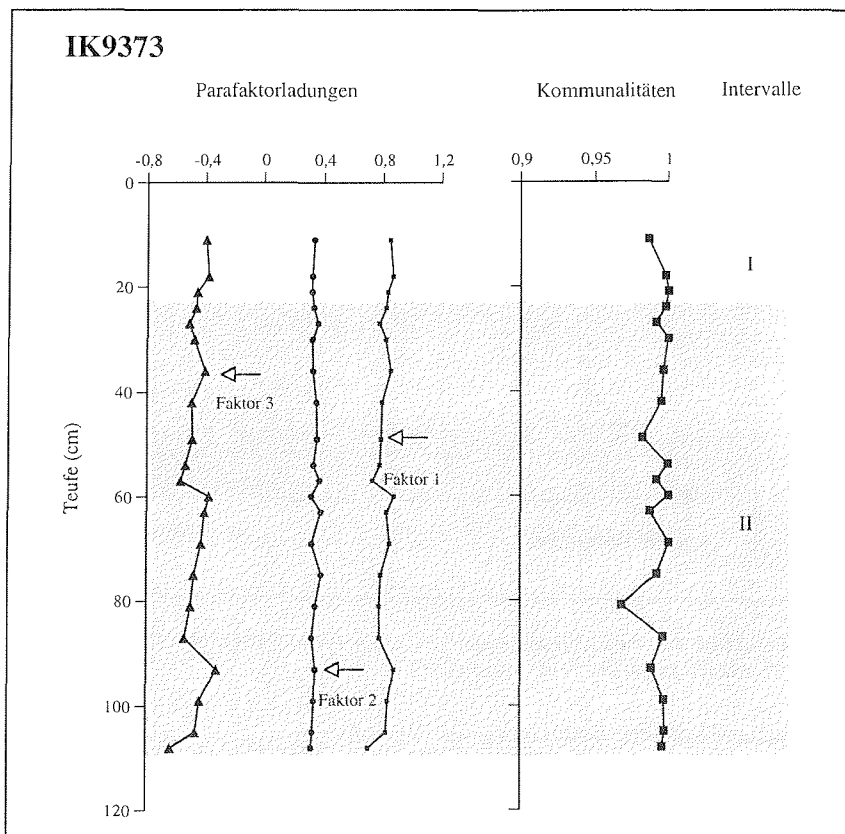 IK9373
Parafaktorladungen Kommunalitäten Intervalle
-0,8 -0,4 0 0,4 0,8 1,2 0,9 0,95 1
0
I
20
40
Faktor 3
Faktor 1
60
II
80
Faktor 2
100
120
Teufe (cm)